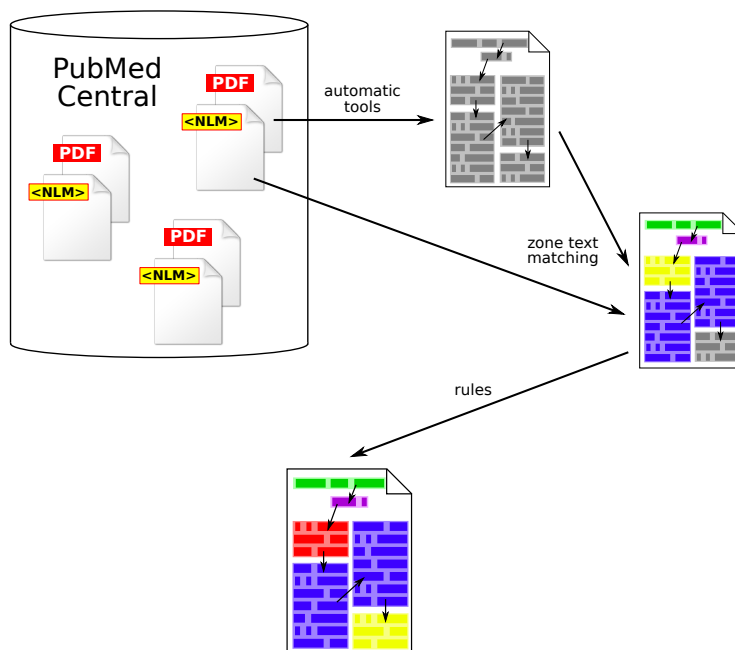 PubMed
Central
PDF
<NLM>
PDF
<NLM>
PDF
<NLM>
automatic
tools
zone text
matching
rules